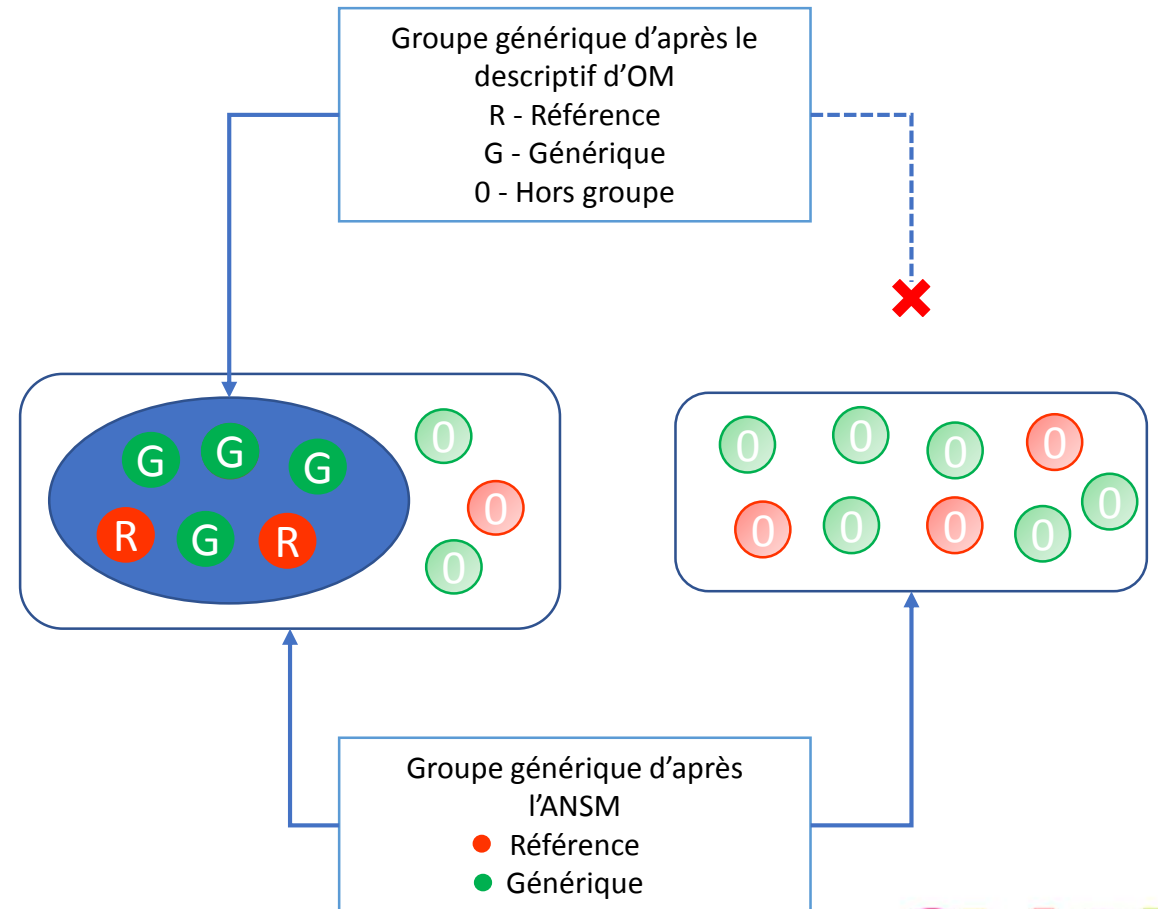 Groupe générique d'après le
descriptif d'OM
R - Référence
G - Générique
0 - Hors groupe
G G G
R G R
0
0
0
0 0 0 0
0 0 0 0 0
Groupe générique d'après
l'ANSM
Référence
Générique